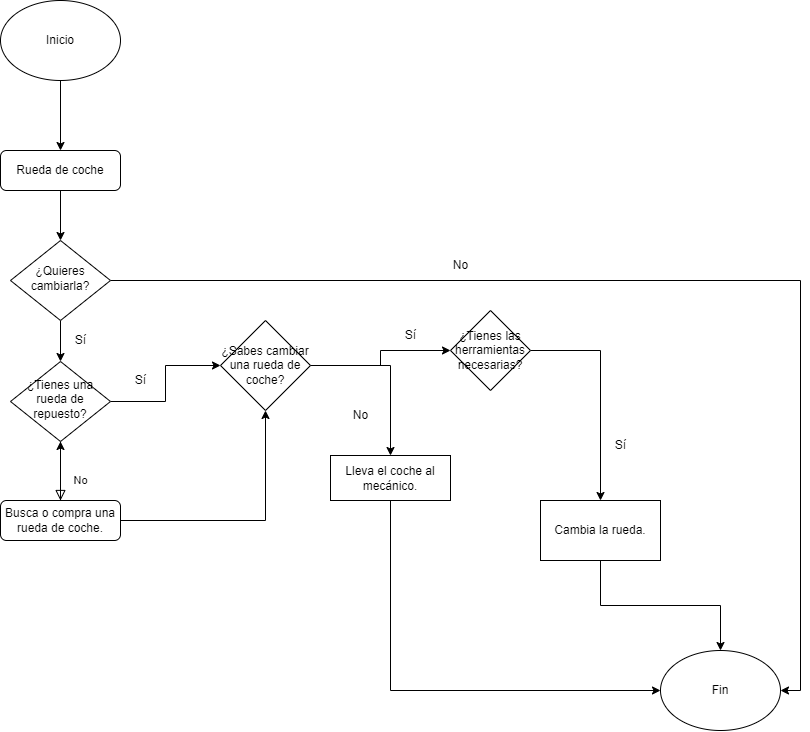 Inicio
Rueda de coche
¿Quieres
cambiarla?
No
Sí
¿Tienes una
rueda de
repuesto?
Sí
¿Sabes cambiar
una rueda de
coche?
Sí
¿Tienes las
herramientas
necesarias?
No
Lleva el coche al
mecánico.
Sí
No
Busca o compra una
rueda de coche.
Cambia la rueda.
Fin